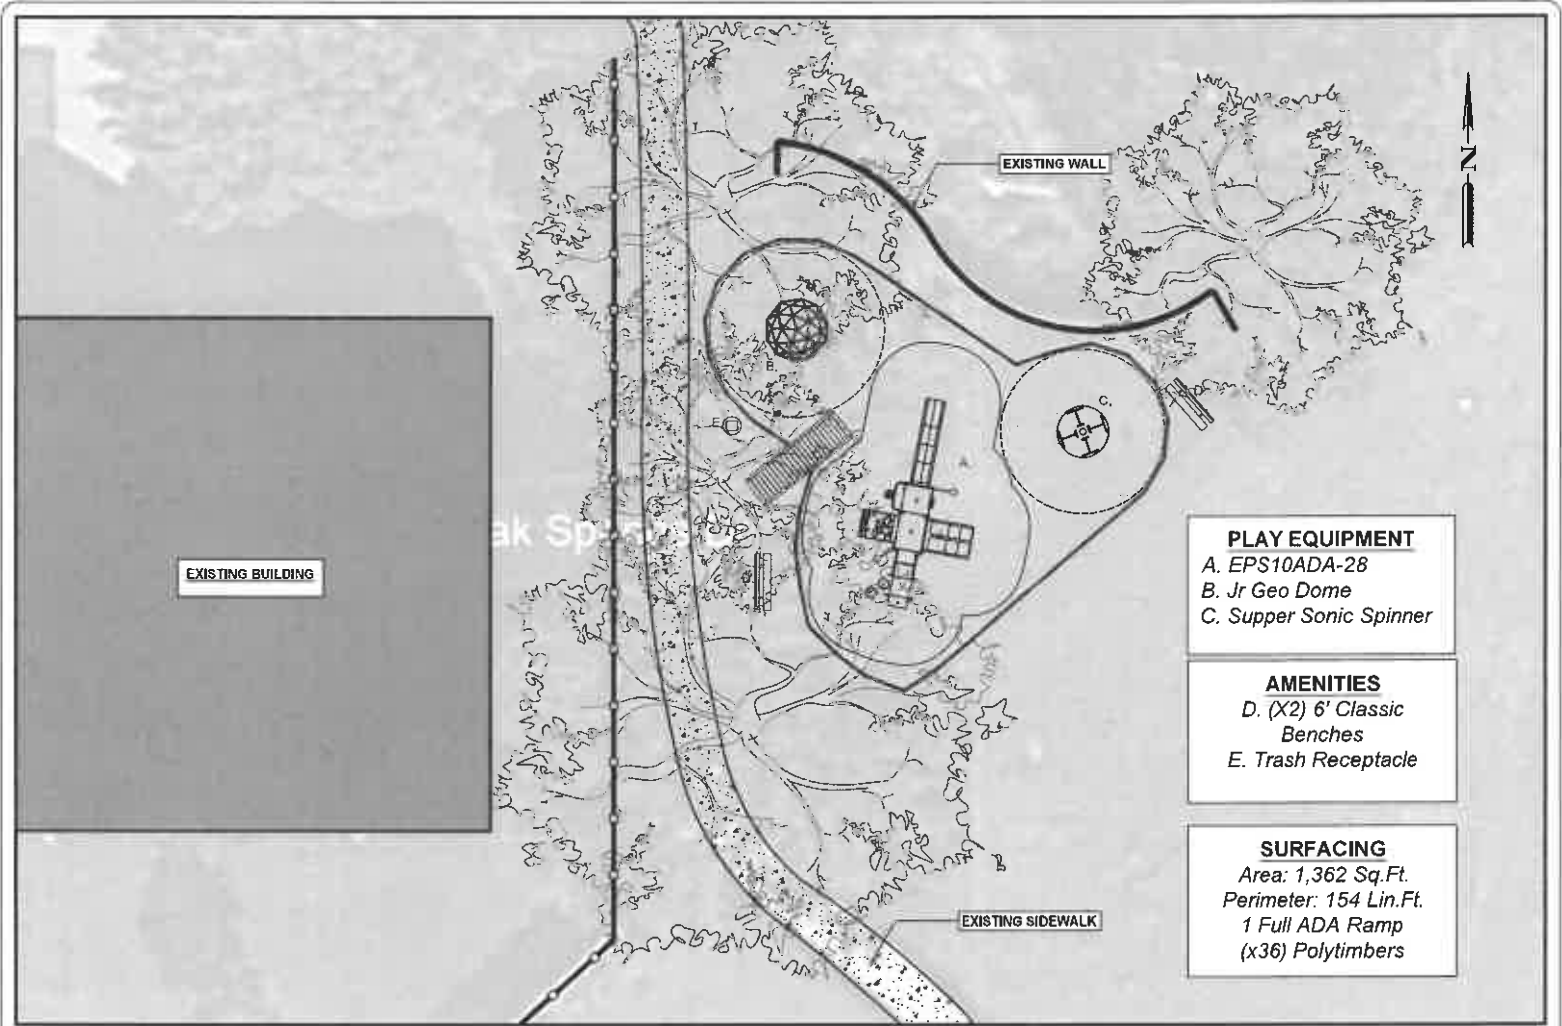 EXISTING WALL
N
B.
C.
E
A.
ak Sp
EXISTING BUILDING
PLAY EQUIPMENT
A. EPS10ADA-28
B. Jr Geo Dome
C. Supper Sonic Spinner
AMENITIES
D. (X2) 6' Classic
Benches
E. Trash Receptacle
SURFACING
Area: 1,362 Sq.Ft.
Perimeter: 154 Lin.Ft.
1 Full ADA Ramp
(x36) Polytimbers
EXISTING SIDEWALK